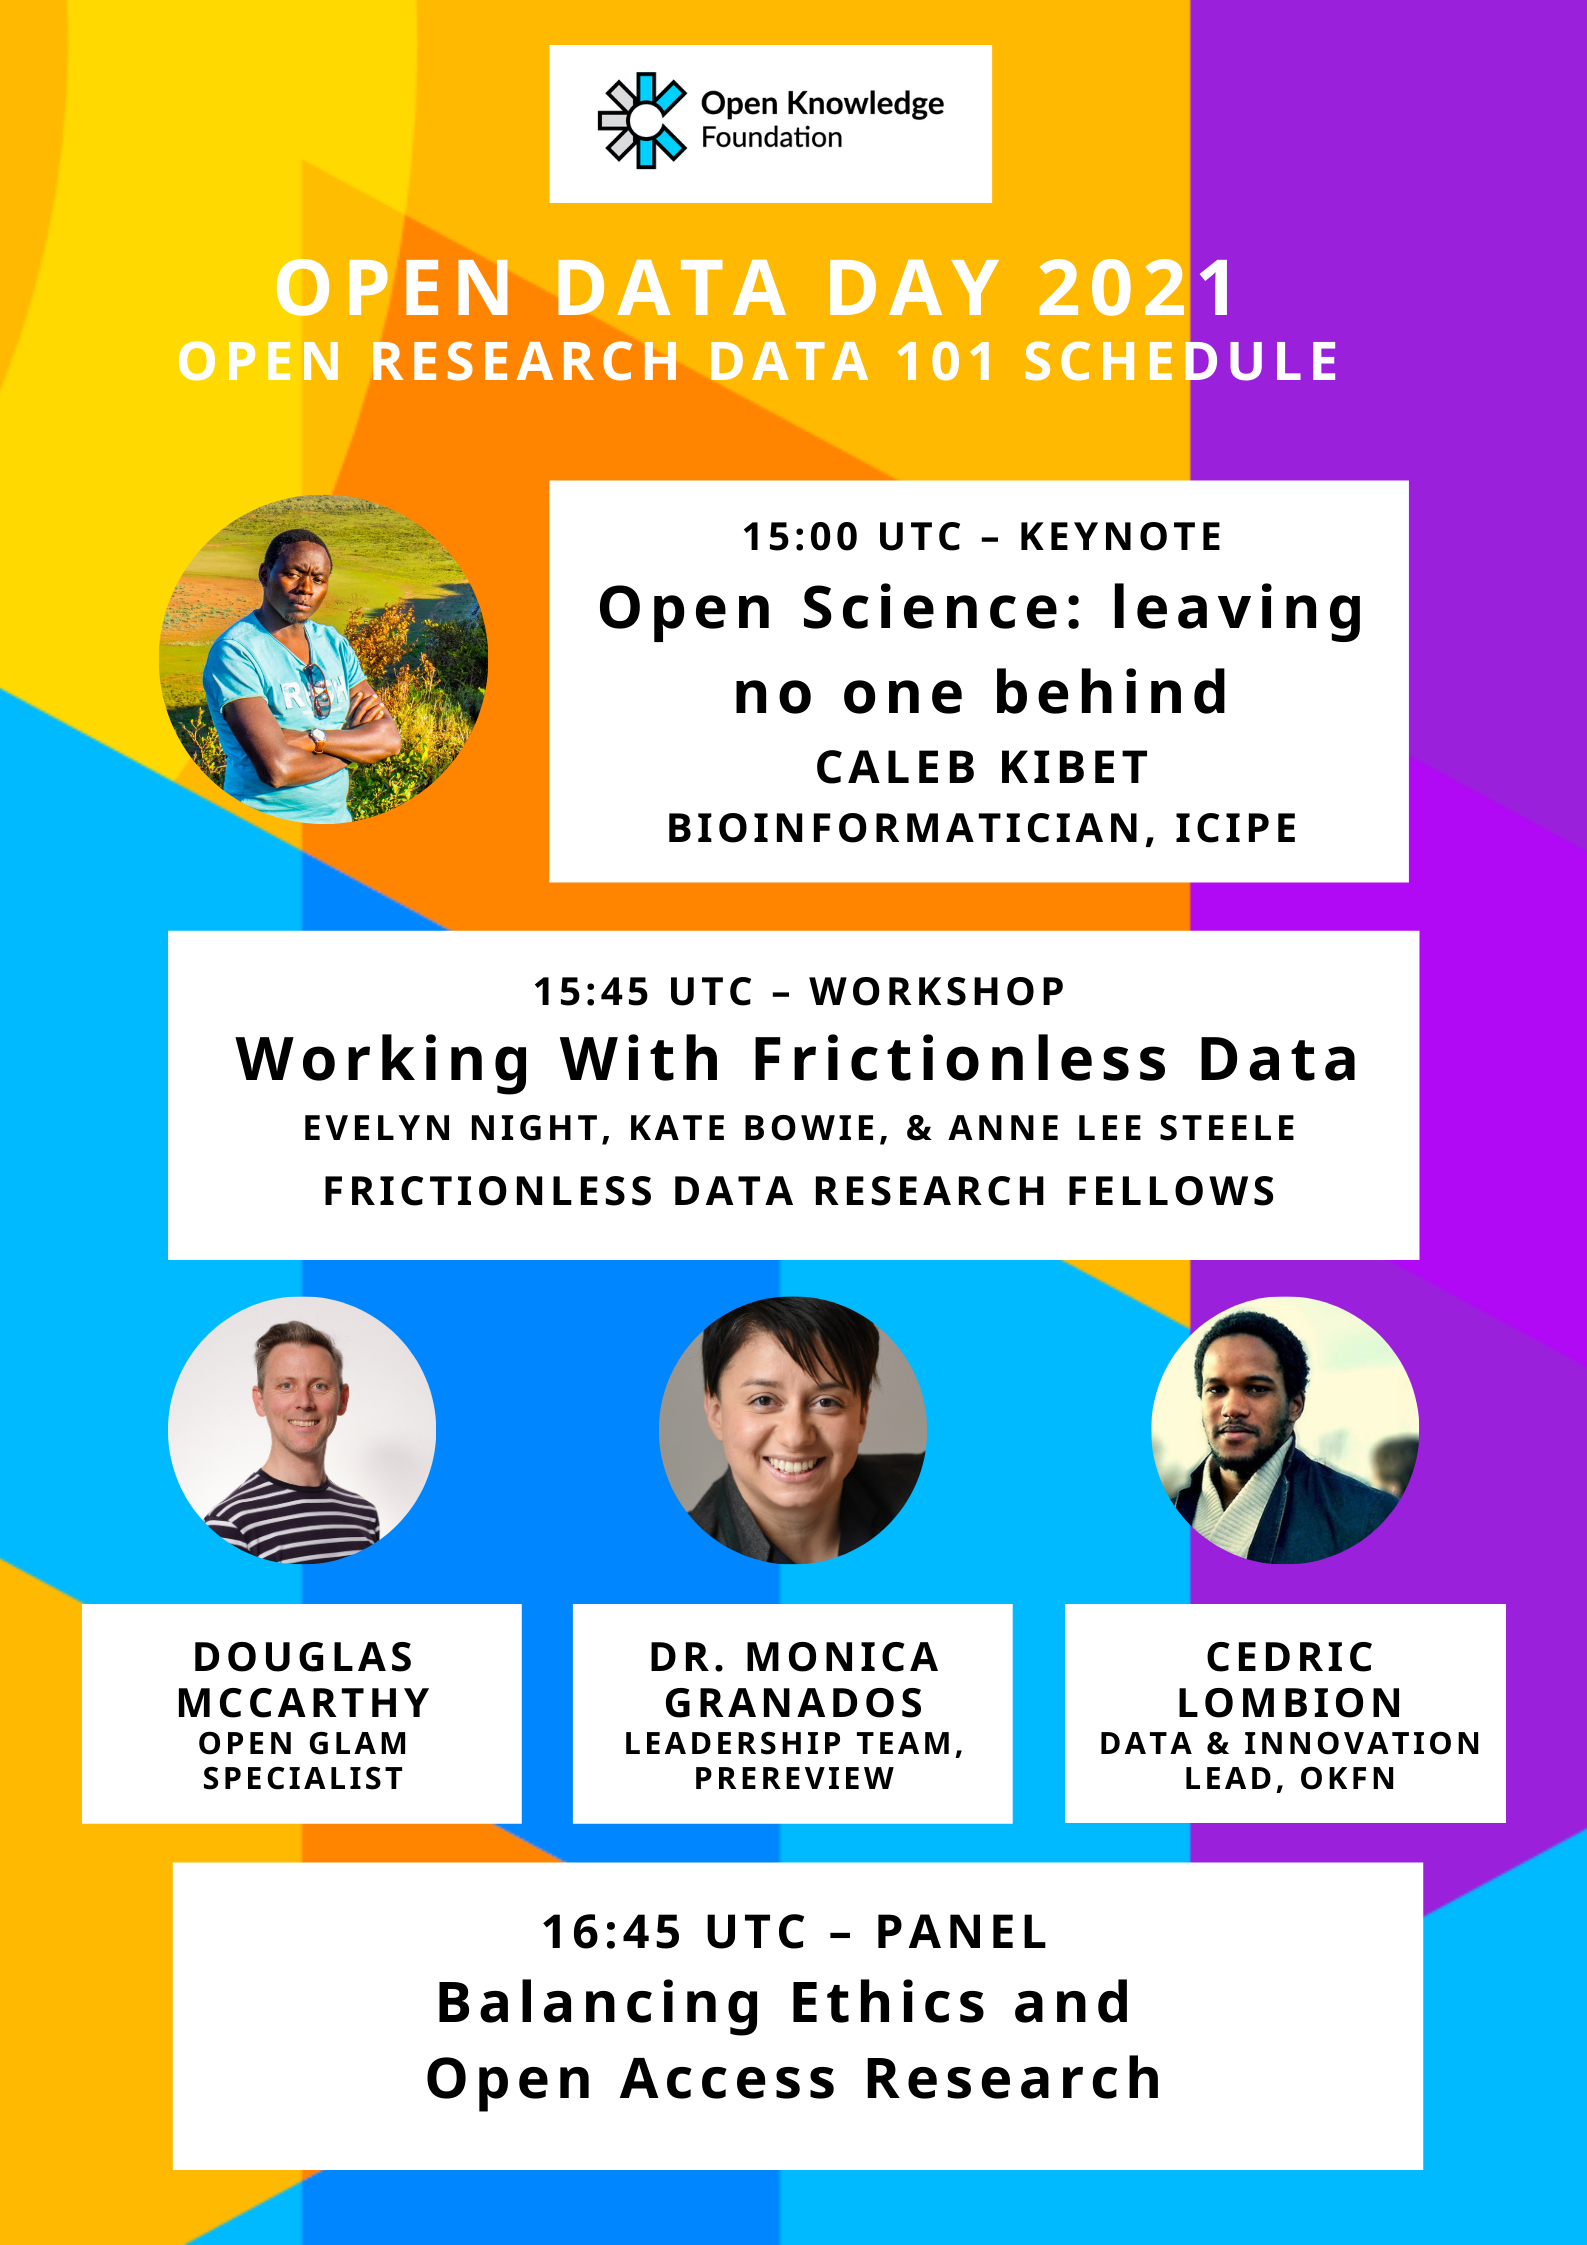 Open Knowledge
Foundation
OPEN DATA DAY 2021
OPEN RESEARCH DATA 101 SCHEDULE
15:00 UTC – KEYNOTE
Open Science: leaving
no one behind
CALEB KIBET
BIOINFORMATICIAN, ICIPE
15:45 UTC – WORKSHOP
Working With Frictionless Data
EVELYN NIGHT, KATE BOWIE, & ANNE LEE STEELE
FRICTIONLESS DATA RESEARCH FELLOWS
DOUGLAS
MCCARTHY
OPEN GLAM
SPECIALIST
DR. MONICA
GRANADOS
LEADERSHIP TEAM,
PREREVIEW
CEDRIC
LOMBION
DATA & INNOVATION
LEAD, OKFN
16:45 UTC – PANEL
Balancing Ethics and
Open Access Research